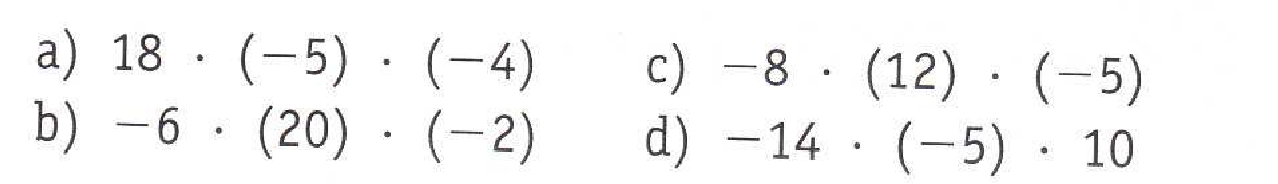 a) 18 · (−5) · (−4)
b) −6 · (20) · (−2)
c) −8 · (12) · (−5)
d) −14 · (−5) · 10